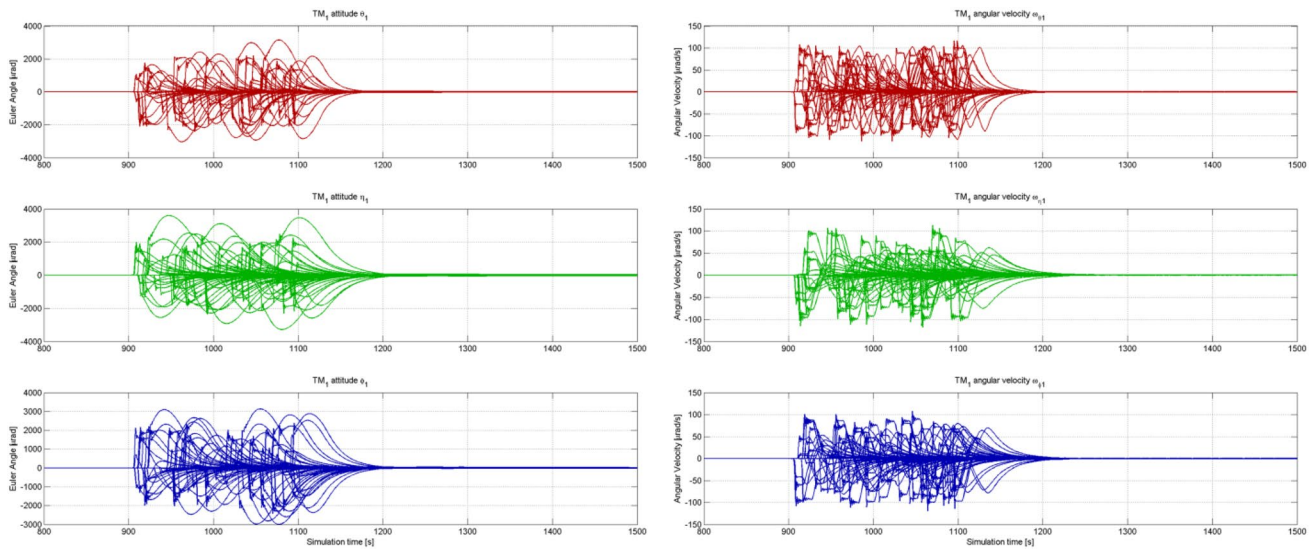 TM1 attitude θ1
4000
2000
0
-2000
-4000
Euler Angle [μrad]
800 900 1000 1100 1200 1300 1400 1500
TM1 angular velocity ωθ1
150
100
50
0
-50
-100
-150
Angular Velocity [μrad/s]
800 900 1000 1100 1200 1300 1400 1500
TM1 attitude η1
4000
2000
0
-2000
-4000
Euler Angle [μrad]
800 900 1000 1100 1200 1300 1400 1500
TM1 angular velocity ωη1
150
100
50
0
-50
-100
-150
Angular Velocity [μrad/s]
800 900 1000 1100 1200 1300 1400 1500
TM1 attitude ϕ1
4000
3000
2000
1000
0
-1000
-2000
-3000
Euler Angle [μrad]
800 900 1000 1100 1200 1300 1400 1500
Simulation time [s]
TM1 angular velocity ωϕ1
150
100
50
0
-50
-100
-150
Angular Velocity [μrad/s]
800 900 1000 1100 1200 1300 1400 1500
Simulation time [s]